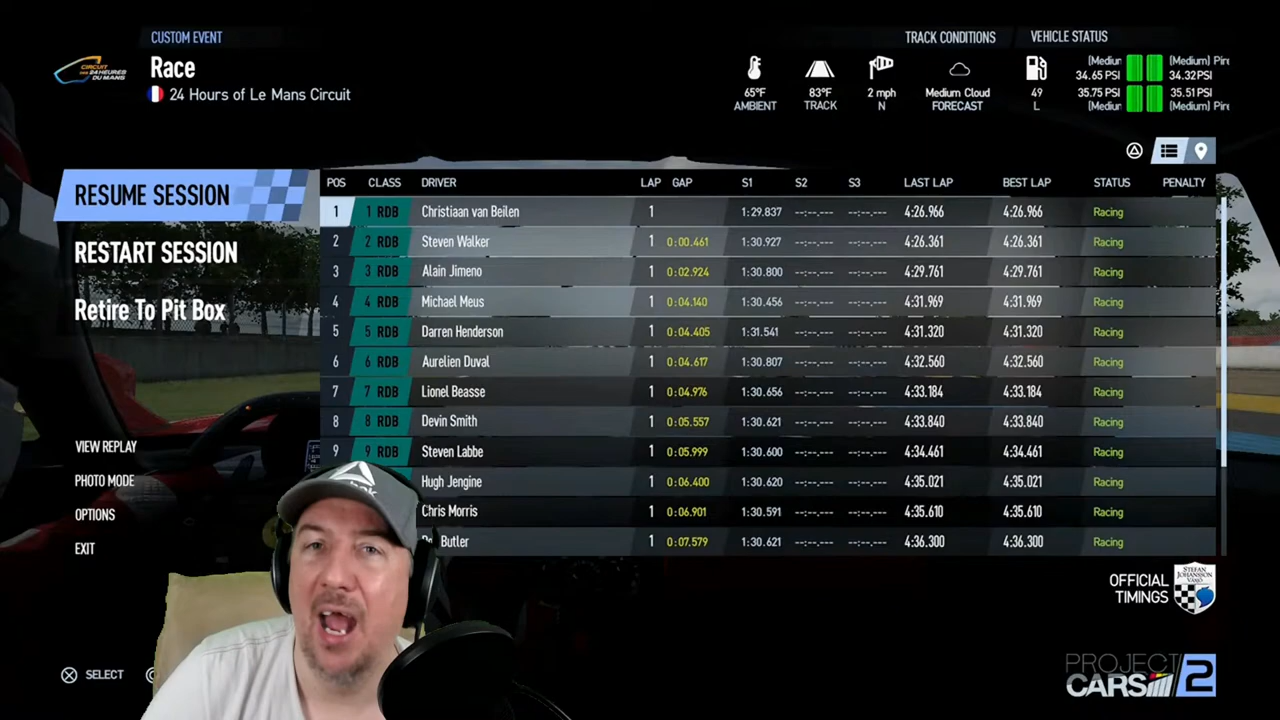 CUSTOM EVENT
Race
24 Hours of Le Mans Circuit
CIRCUIT
DES 24 HEURES
DU MANS
TRACK CONDITIONS
VEHICLE STATUS
65°F
AMBIENT
83°F
TRACK
2 mph
N
Medium Cloud
FORECAST
49
L
(Medium) Pire
34.65 PSI 34.32 PSI
35.75 PSI 35.51 PSI
(Medium) Pire
RESUME SESSION
RESTART SESSION
Retire To Pit Box
VIEW REPLAY
PHOTO MODE
OPTIONS
EXIT
POS CLASS DRIVER LAP GAP S1 S2 S3 LAST LAP BEST LAP STATUS PENALTY
1 1 RDB Christiaan van Beilen 1 1:29.837 --:--.--- --:--.--- 4:26.966 4:26.966 Racing
2 2 RDB Steven Walker 1 0:00.461 1:30.927 --:--.--- --:--.--- 4:26.361 4:26.361 Racing
3 3 RDB Alain Jimeno 1 0:02.924 1:30.800 --:--.--- --:--.--- 4:29.761 4:29.761 Racing
4 4 RDB Michael Meus 1 0:04.140 1:30.456 --:--.--- --:--.--- 4:31.969 4:31.969 Racing
5 5 RDB Darren Henderson 1 0:04.405 1:31.541 --:--.--- --:--.--- 4:31.320 4:31.320 Racing
6 6 RDB Aurelien Duval 1 0:04.617 1:30.807 --:--.--- --:--.--- 4:32.560 4:32.560 Racing
7 7 RDB Lionel Beasse 1 0:04.976 1:30.656 --:--.--- --:--.--- 4:33.184 4:33.184 Racing
8 8 RDB Devin Smith 1 0:05.557 1:30.621 --:--.--- --:--.--- 4:33.840 4:33.840 Racing
9 9 RDB Steven Labbe 1 0:05.999 1:30.600 --:--.--- --:--.--- 4:34.461 4:34.461 Racing
Hugh Jengine 1 0:06.400 1:30.620 --:--.--- --:--.--- 4:35.021 4:35.021 Racing
Chris Morris 1 0:06.901 1:30.591 --:--.--- --:--.--- 4:35.610 4:35.610 Racing
Butler 1 0:07.579 1:30.621 --:--.--- --:--.--- 4:36.300 4:36.300 Racing
OFFICIAL
TIMINGS
STEFAN
JOHANSSON
VÄXJÖ
SELECT
PROJECT
CARS 2